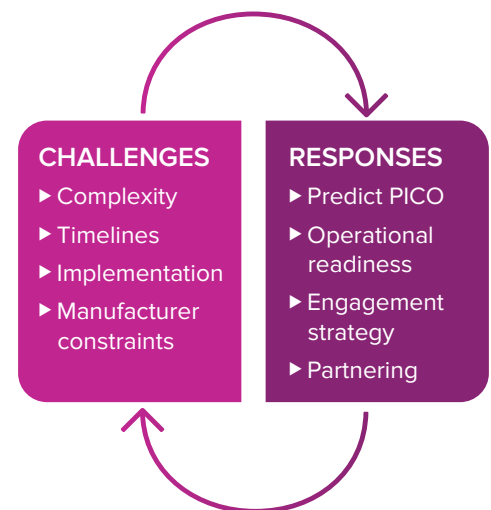 CHALLENGES
▶ Complexity
▶ Timelines
▶ Implementation
▶ Manufacturer
constraints
RESPONSES
▶ Predict PICO
▶ Operational
readiness
▶ Engagement
strategy
▶ Partnering